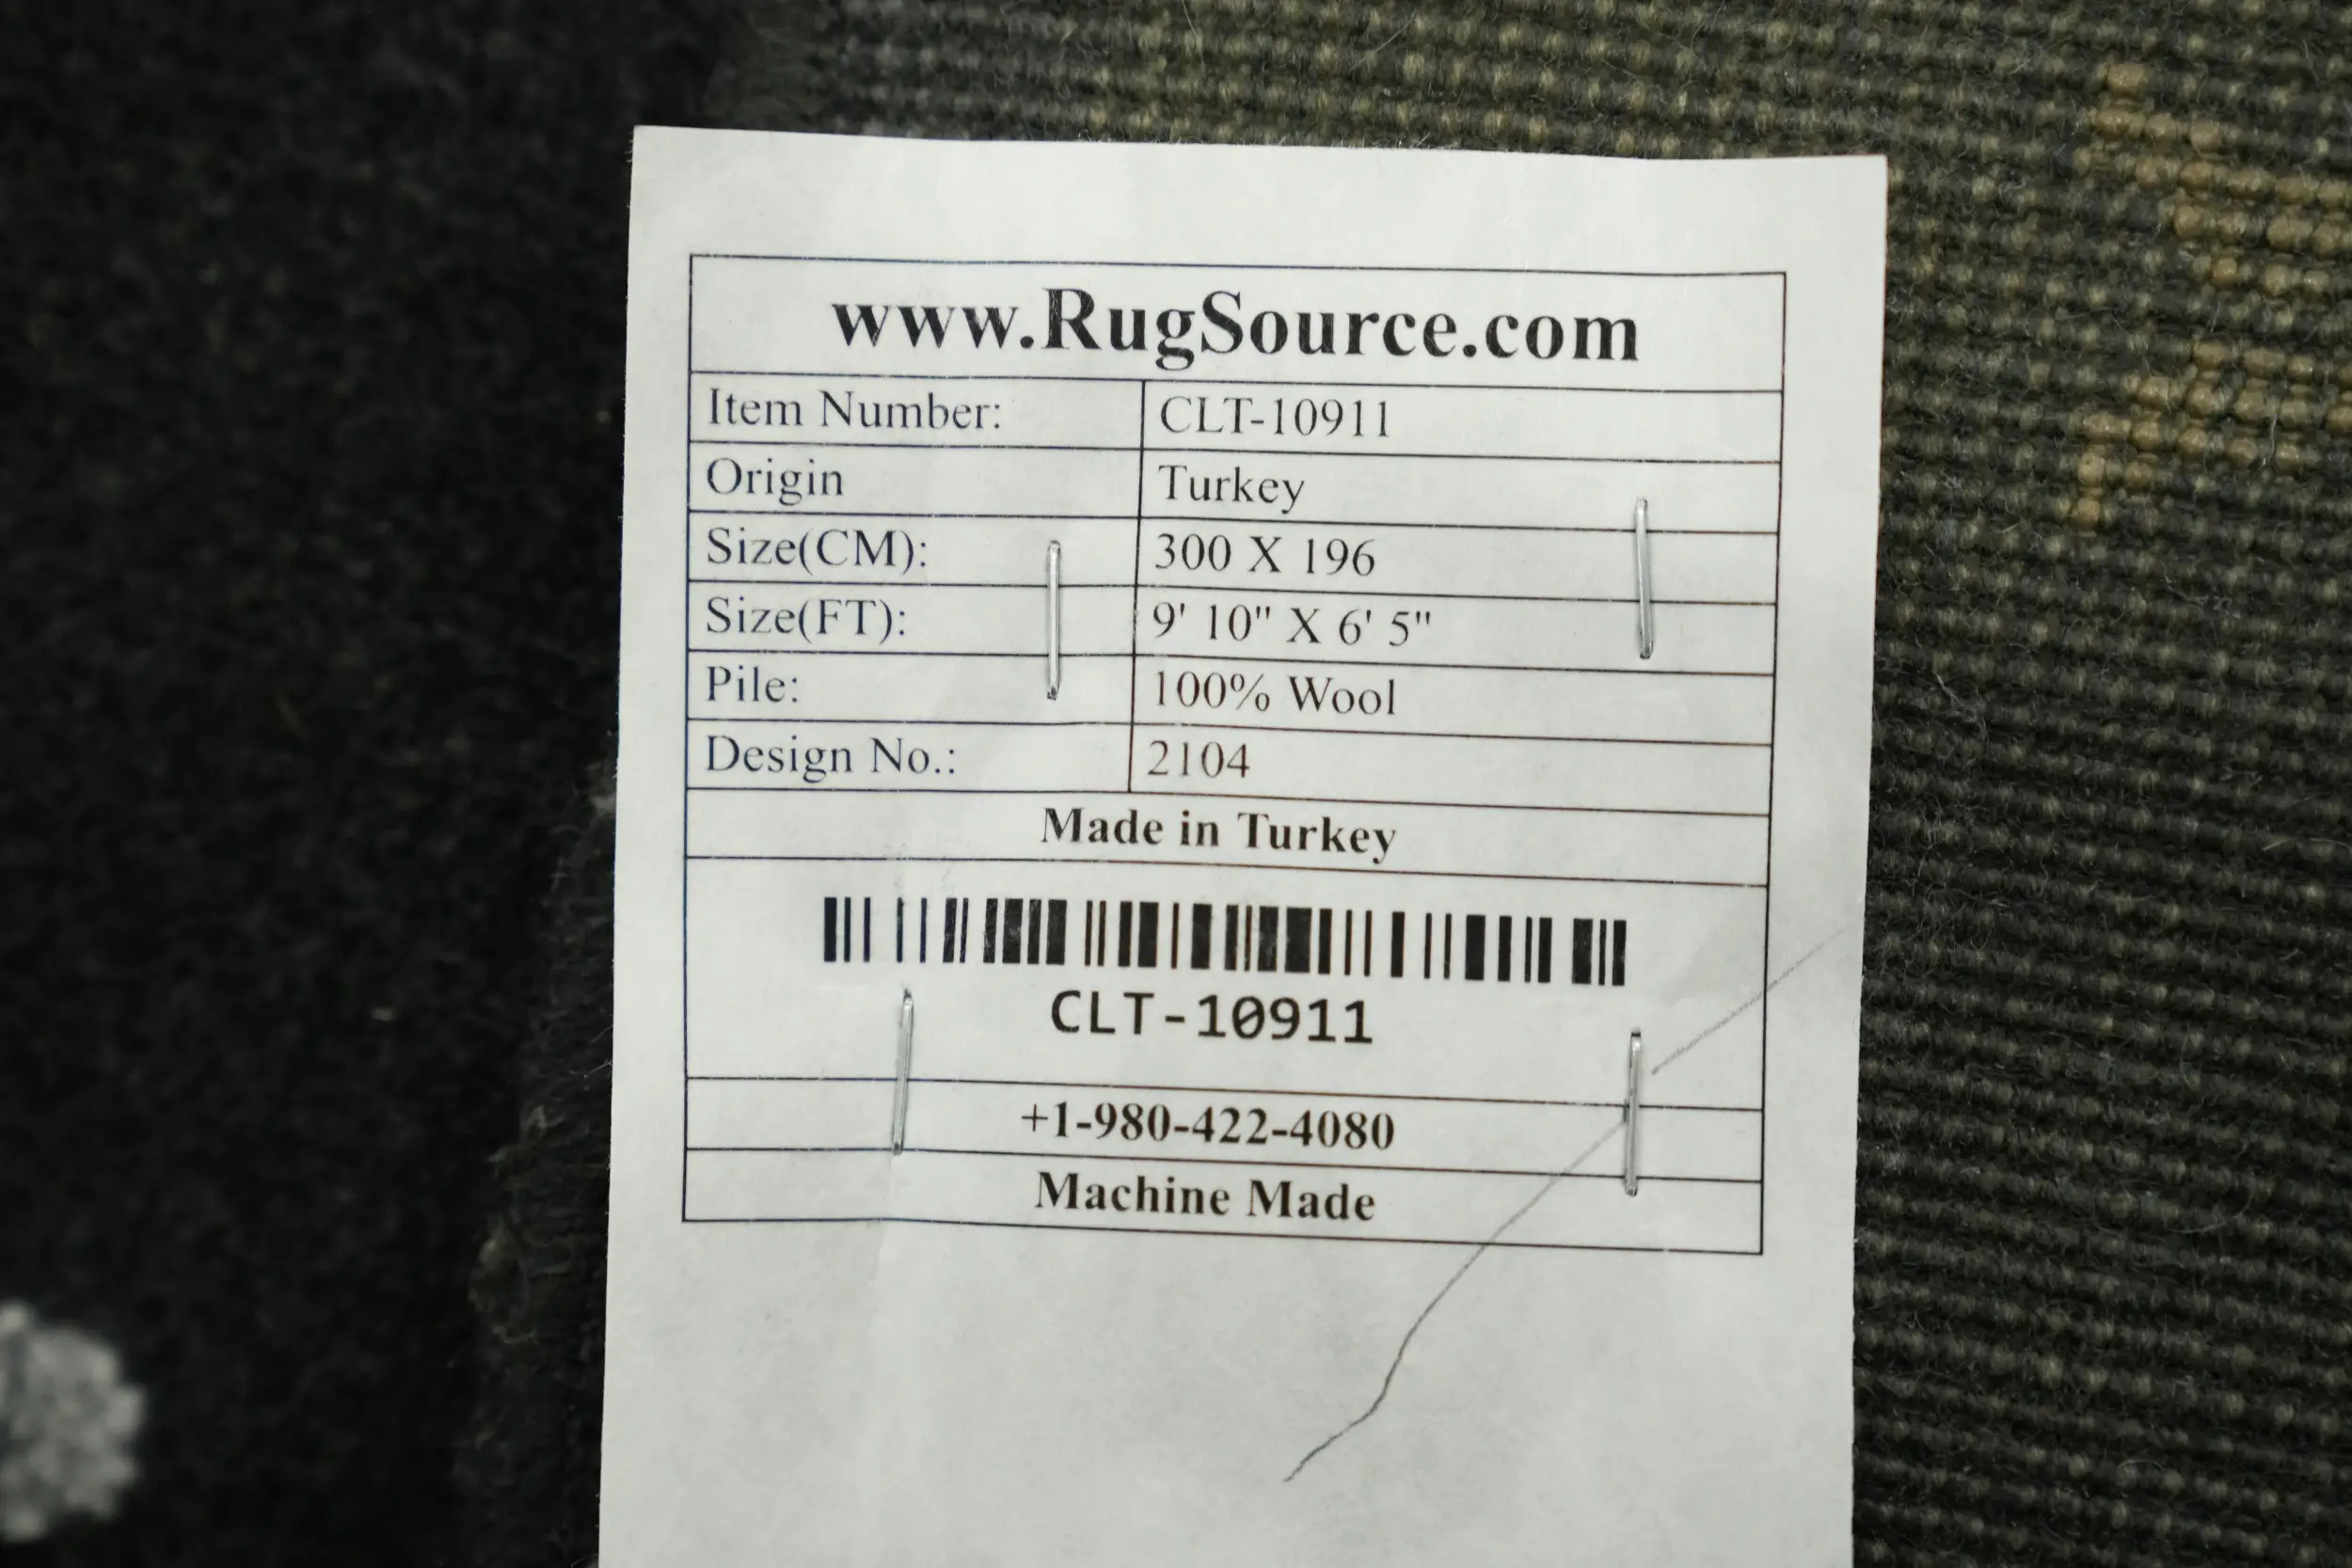 www.RugSource.com
Item Number: CLT-10911
Origin Turkey
Size(CM): 300 X 196
Size(FT): 9' 10" X 6' 5"
Pile: 100% Wool
Design No.: 2104
Made in Turkey
CLT-10911
+1-980-422-4080
Machine Made